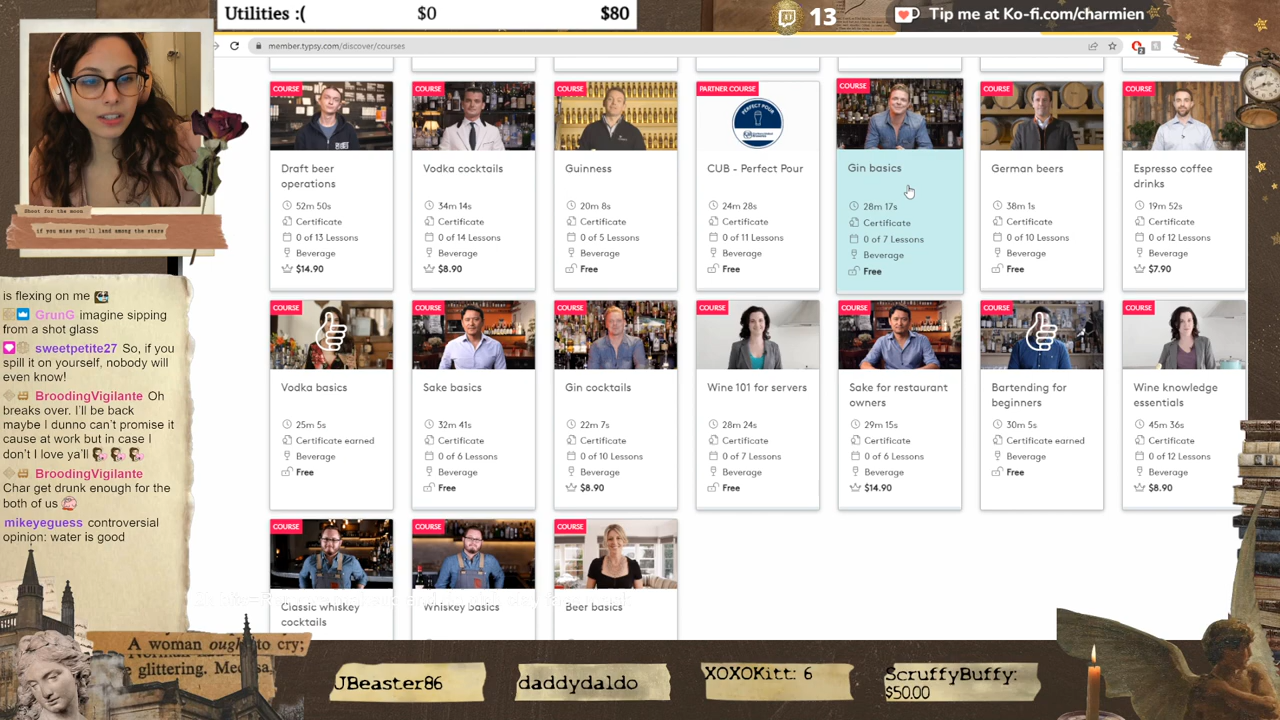 Utilities :( $0 $80
13
Tip me at Ko-fi.com/charmien
member.typsy.com/discover/courses
Shoot for the moon
if you miss you'll land among the stars
is flexing on me
GrunG imagine sipping
from a shot glass
sweetpetite27 So, if you
spill it on yourself, nobody will
even know!
BroodingVigilante Oh
breaks over. I'll be back
maybe I dunno can't promise it
cause at work but in case I
don't I love ya'll
BroodingVigilante
Char get drunk enough for the
both of us
mikeyeguess controversial
opinion: water is good
COURSE
Draft beer
operations
52m 50s
Certificate
0 of 13 Lessons
Beverage
$14.90
COURSE
Vodka cocktails
34m 14s
Certificate
0 of 14 Lessons
Beverage
$8.90
COURSE
Guinness
20m 8s
Certificate
0 of 5 Lessons
Beverage
Free
PARTNER COURSE
PERFECT POUR
CUB - Perfect Pour
24m 28s
Certificate
0 of 11 Lessons
Beverage
Free
COURSE
Gin basics
28m 17s
Certificate
0 of 7 Lessons
Beverage
Free
COURSE
German beers
38m 1s
Certificate
0 of 10 Lessons
Beverage
Free
COURSE
Espresso coffee
drinks
19m 52s
Certificate
0 of 12 Lessons
Beverage
$7.90
COURSE
Vodka basics
25m 5s
Certificate earned
Beverage
Free
COURSE
Sake basics
32m 41s
Certificate
0 of 6 Lessons
Beverage
Free
COURSE
Gin cocktails
22m 7s
Certificate
0 of 10 Lessons
Beverage
$8.90
COURSE
Wine 101 for servers
28m 24s
Certificate
0 of 7 Lessons
Beverage
Free
COURSE
Sake for restaurant
owners
29m 15s
Certificate
0 of 6 Lessons
Beverage
$14.90
COURSE
Bartending for
beginners
30m 5s
Certificate earned
Beverage
Free
COURSE
Wine knowledge
essentials
45m 36s
Certificate
0 of 12 Lessons
Beverage
$8.90
COURSE
Classic whiskey
cocktails
COURSE
Whiskey basics
COURSE
Beer basics
A woman ought to cry;
glittering.
JBeaster86
daddydaldo
XOXOKitt: 6
ScruffyBuffy:
$50.00